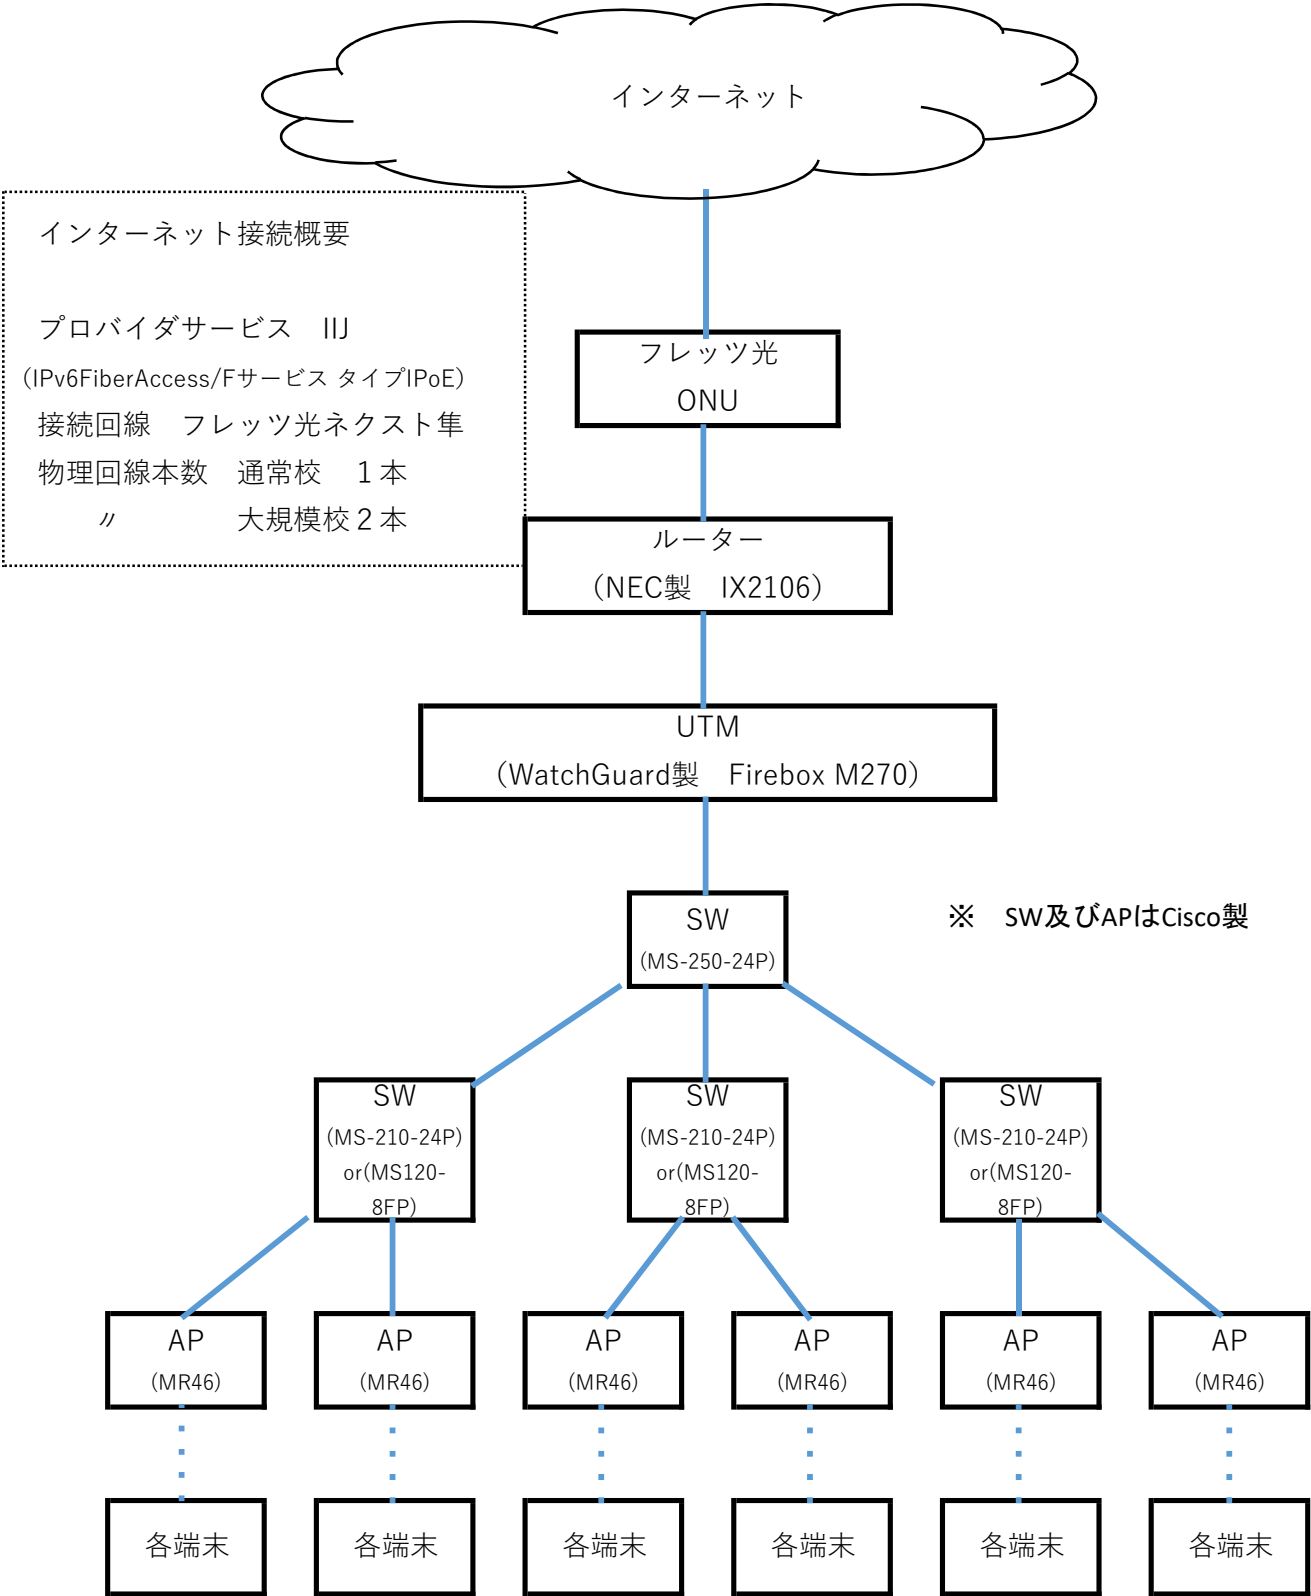 インターネット
インターネット接続概要
プロバイダサービス　IIJ
(IPv6FiberAccess/Fサービス タイプIPoE)
接続回線　フレッツ光ネクスト隼
物理回線本数　通常校　１本
〃　大規模校２本
フレッツ光
ONU
ルーター
（NEC製　IX2106）
UTM
（WatchGuard製　Firebox M270）
SW
(MS-250-24P)
※　SW及びAPはCisco製
SW
(MS-210-24P)
or(MS120-
8FP)
SW
(MS-210-24P)
or(MS120-
8FP)
SW
(MS-210-24P)
or(MS120-
8FP)
AP
(MR46)
AP
(MR46)
AP
(MR46)
AP
(MR46)
AP
(MR46)
AP
(MR46)
各端末
各端末
各端末
各端末
各端末
各端末